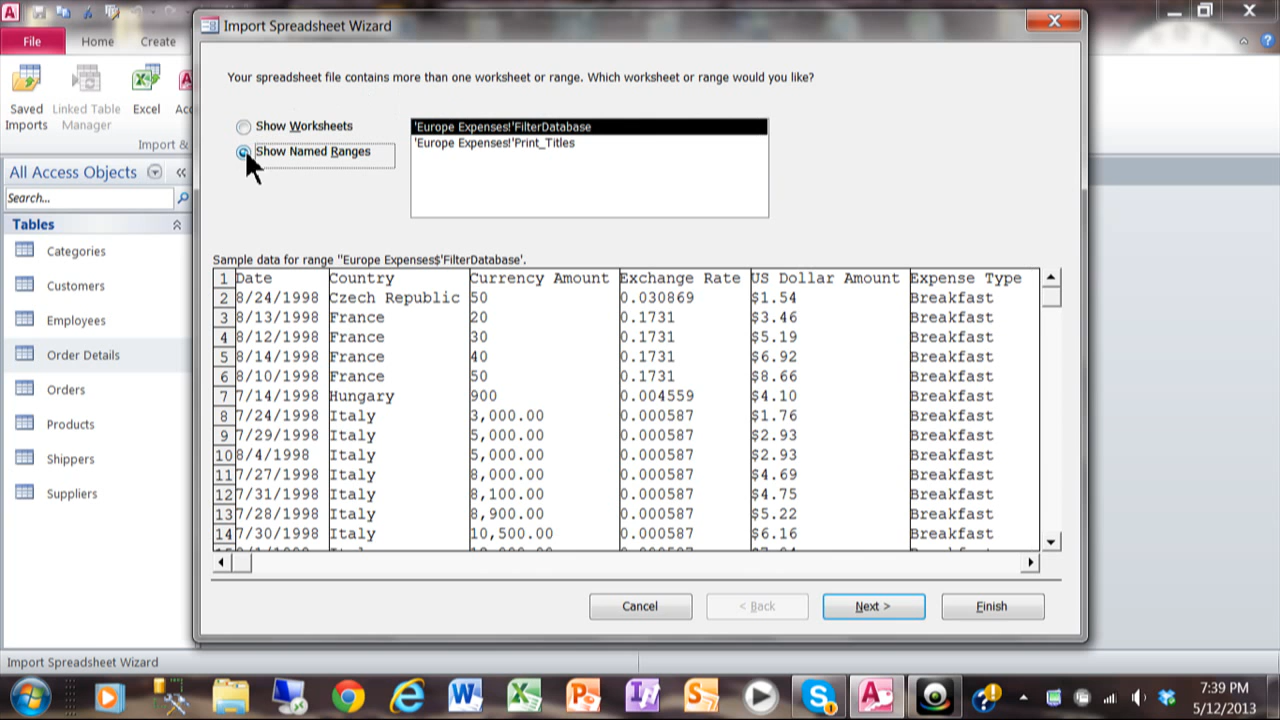 Import Spreadsheet Wizard
File Home Create
Saved Imports
Linked Table Manager
Excel
Acc
Import &
All Access Objects
Search...
Tables
Categories
Customers
Employees
Order Details
Orders
Products
Shippers
Suppliers
Your spreadsheet file contains more than one worksheet or range. Which worksheet or range would you like?
Show Worksheets
Show Named Ranges
'Europe Expenses!'FilterDatabase
'Europe Expenses!'Print_Titles
Sample data for range ''Europe Expenses$'FilterDatabase'.
1 Date Country Currency Amount Exchange Rate US Dollar Amount Expense Type
2 8/24/1998 Czech Republic 50 0.030869 $1.54 Breakfast
3 8/13/1998 France 20 0.1731 $3.46 Breakfast
4 8/12/1998 France 30 0.1731 $5.19 Breakfast
5 8/14/1998 France 40 0.1731 $6.92 Breakfast
6 8/10/1998 France 50 0.1731 $8.66 Breakfast
7 7/14/1998 Hungary 900 0.004559 $4.10 Breakfast
8 7/24/1998 Italy 3,000.00 0.000587 $1.76 Breakfast
9 7/29/1998 Italy 5,000.00 0.000587 $2.93 Breakfast
10 8/4/1998 Italy 5,000.00 0.000587 $2.93 Breakfast
11 7/27/1998 Italy 8,000.00 0.000587 $4.69 Breakfast
12 7/31/1998 Italy 8,100.00 0.000587 $4.75 Breakfast
13 7/28/1998 Italy 8,900.00 0.000587 $5.22 Breakfast
14 7/30/1998 Italy 10,500.00 0.000587 $6.16 Breakfast
Cancel < Back Next > Finish
Import Spreadsheet Wizard
7:39 PM
5/12/2013